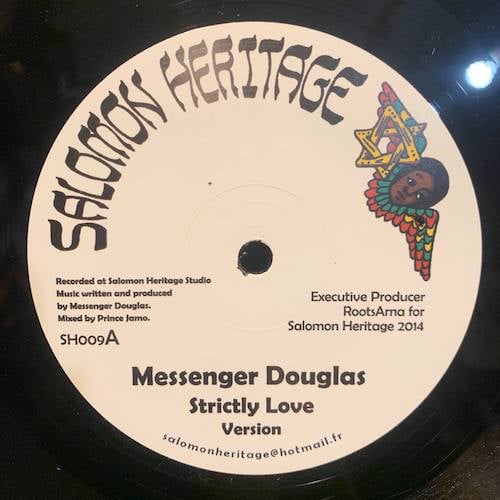 SALOMON HERITAGE
Recorded at Salomon Heritage Studio
Music written and produced
by Messenger Douglas.
Mixed by Prince Jamo.
SH009A
Executive Producer
RootsArna for
Salomon Heritage 2014
Messenger Douglas
Strictly Love
Version
salomonheritage@hotmail.fr